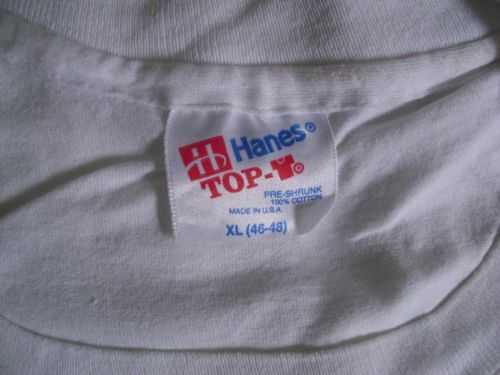 H Hanes®
TOP-T®
PRE-SHRUNK
100% COTTON
MADE IN U.S.A.
XL (46-48)